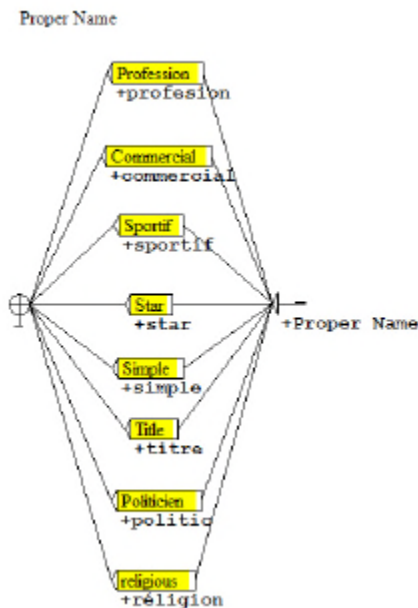 Proper Name
Profession
+profesion
Commercial
+commercial
Sportif
+sportif
Star
+star
+Proper Name
Simple
+simple
Title
+titre
Politicien
+politic
religious
+réligion